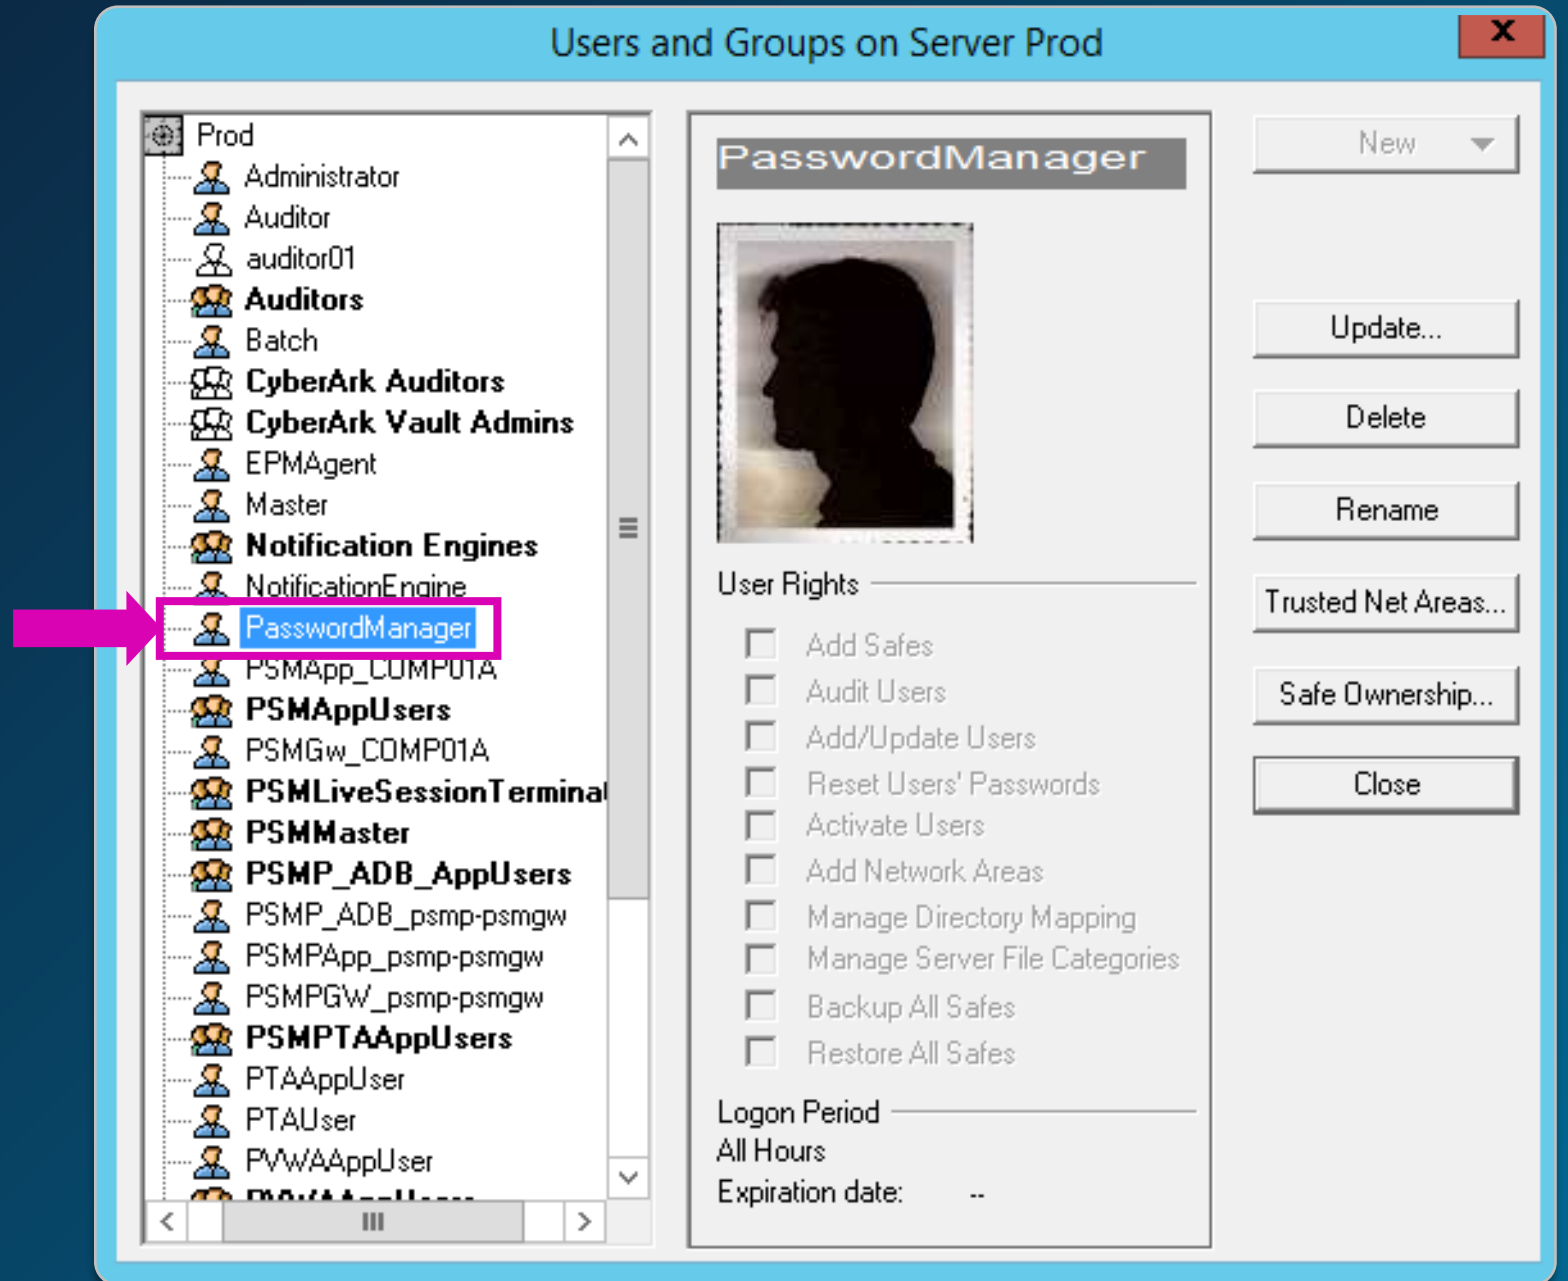 Users and Groups on Server Prod
X
Prod
Administrator
Auditor
auditor01
Auditors
Batch
CyberArk Auditors
CyberArk Vault Admins
EPMAgent
Master
Notification Engines
NotificationEngine
PasswordManager
PSMApp_COMP01A
PSMAppUsers
PSMGw_COMP01A
PSMLiveSessionTerminat
PSMMaster
PSMP_ADB_AppUsers
PSMP_ADB_psmp-psmgw
PSMPApp_psmp-psmgw
PSMPGW_psmp-psmgw
PSMPTAAppUsers
PTAAppUser
PTAUser
PVWAAppUser
PVWAAppUsers
PasswordManager
User Rights
Add Safes
Audit Users
Add/Update Users
Reset Users' Passwords
Activate Users
Add Network Areas
Manage Directory Mapping
Manage Server File Categories
Backup All Safes
Restore All Safes
Logon Period
All Hours
Expiration date: --
New
Update...
Delete
Rename
Trusted Net Areas...
Safe Ownership...
Close